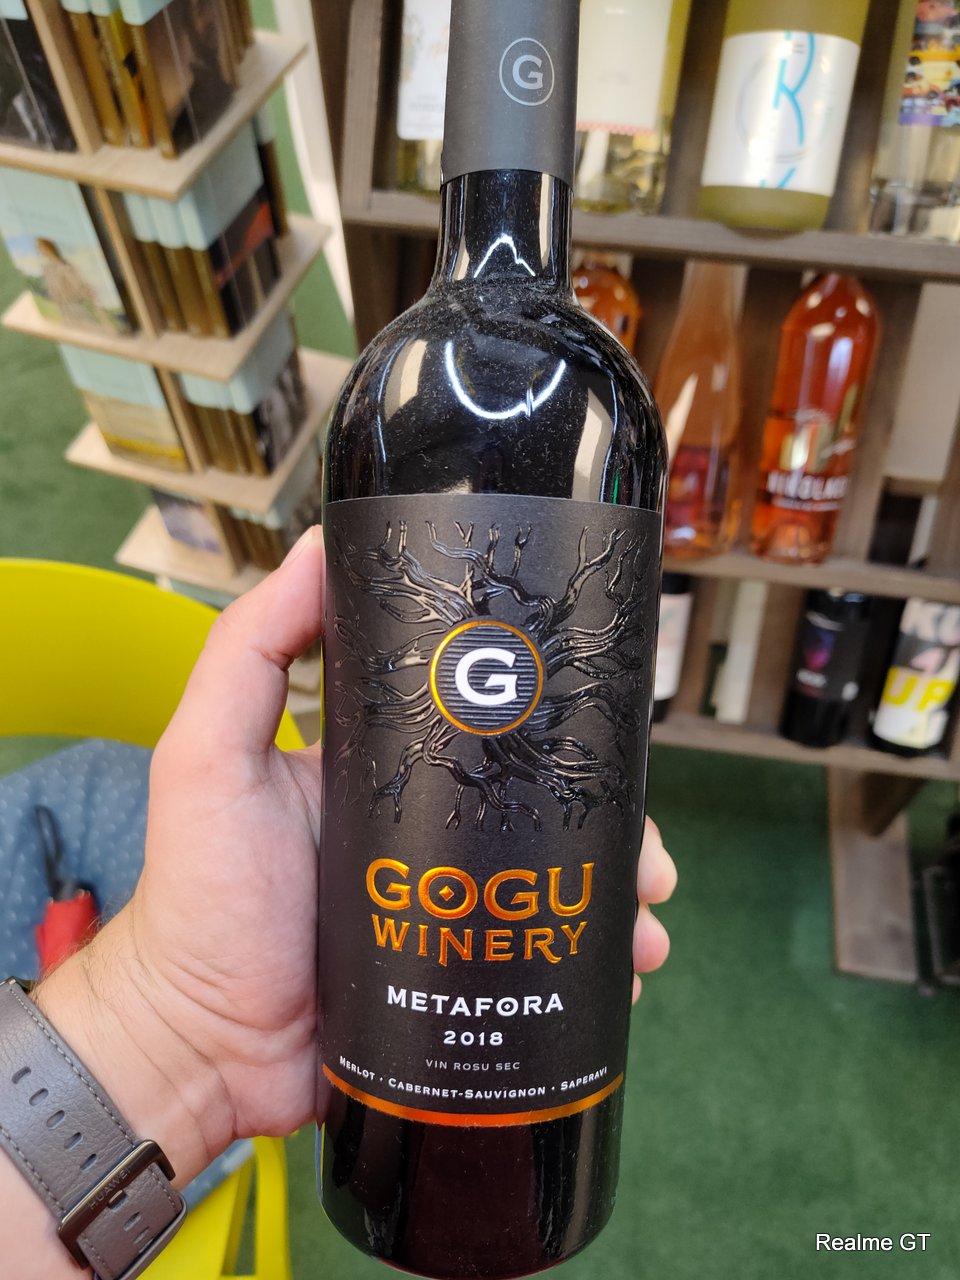 G
G
GOGU
WINERY
METAFORA
2018
VIN ROSU SEC
MERLOT · CABERNET-SAUVIGNON · SAPERAVI
HUAWEI
Realme GT